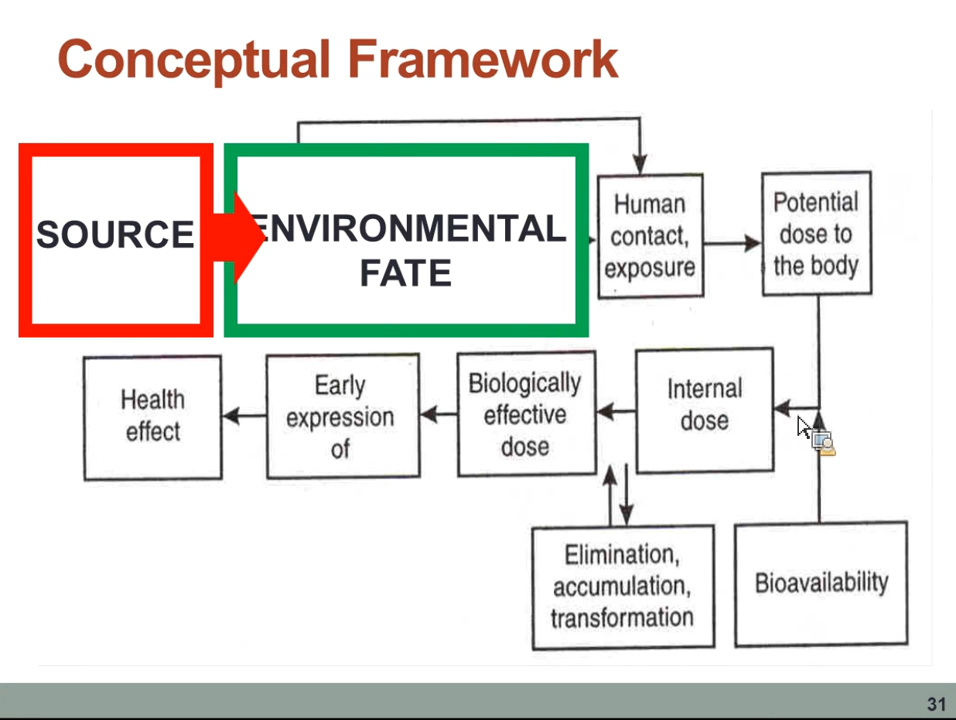 Conceptual Framework
SOURCE
ENVIRONMENTAL
FATE
Human
contact,
exposure
Potential
dose to
the body
Health
effect
Early
expression
of
Biologically
effective
dose
Internal
dose
Elimination,
accumulation,
transformation
Bioavailability
31